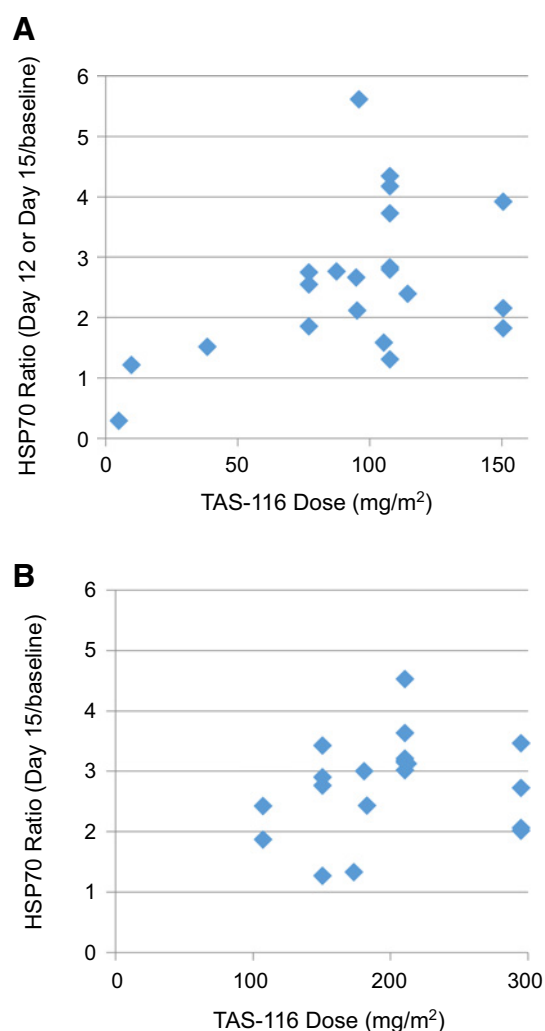 A
HSP70 Ratio (Day 12 or Day 15/baseline)
6
5
4
3
2
1
0
0 50 100 150
TAS-116 Dose (mg/m²)
B
HSP70 Ratio (Day 15/baseline)
6
5
4
3
2
1
0
0 100 200 300
TAS-116 Dose (mg/m²)